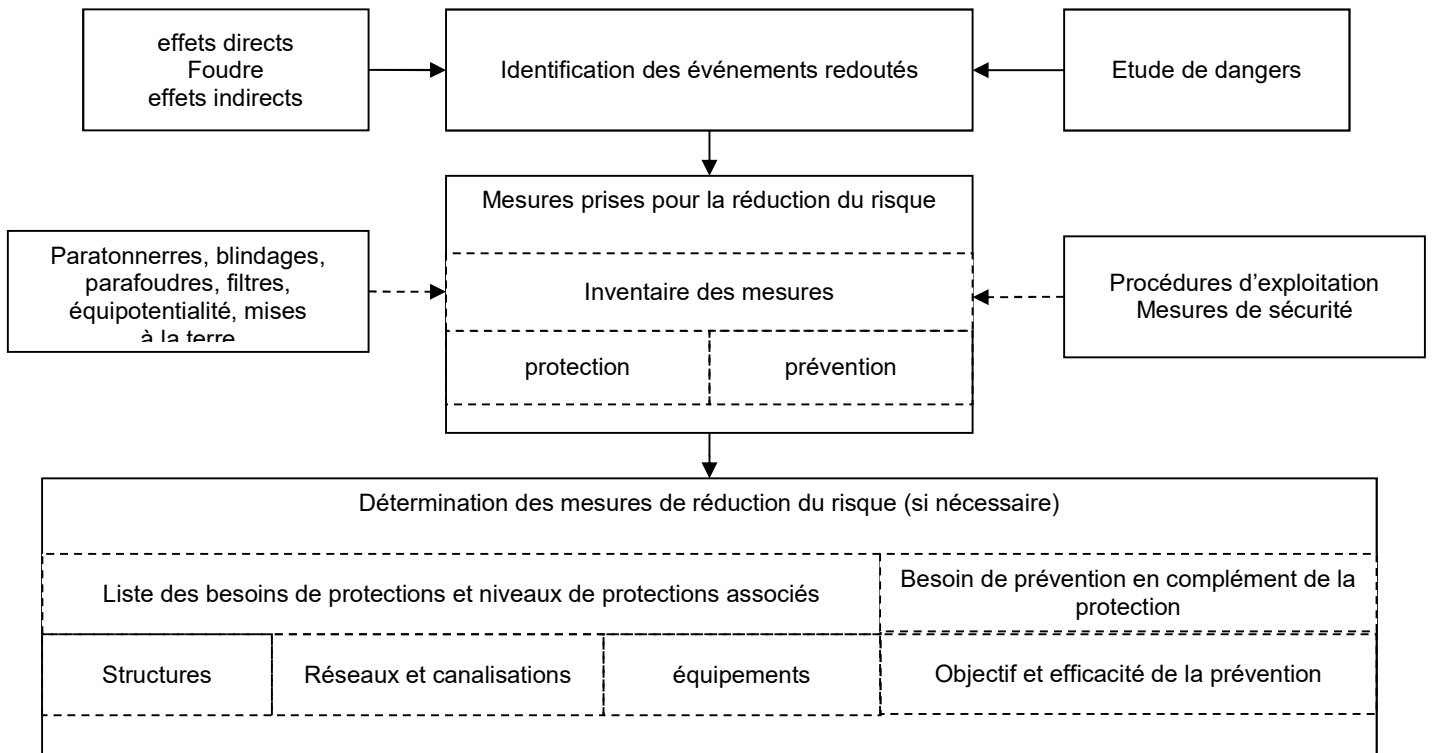 effets directs
Foudre
effets indirects
Identification des événements redoutés
Etude de dangers
Mesures prises pour la réduction du risque
Paratonnerres, blindages,
parafoudres, filtres,
équipotentialité, mises
à la terre
Inventaire des mesures
Procédures d’exploitation
Mesures de sécurité
protection
prévention
Détermination des mesures de réduction du risque (si nécessaire)
Liste des besoins de protections et niveaux de protections associés
Besoin de prévention en complément de la
protection
Structures
Réseaux et canalisations
équipements
Objectif et efficacité de la prévention